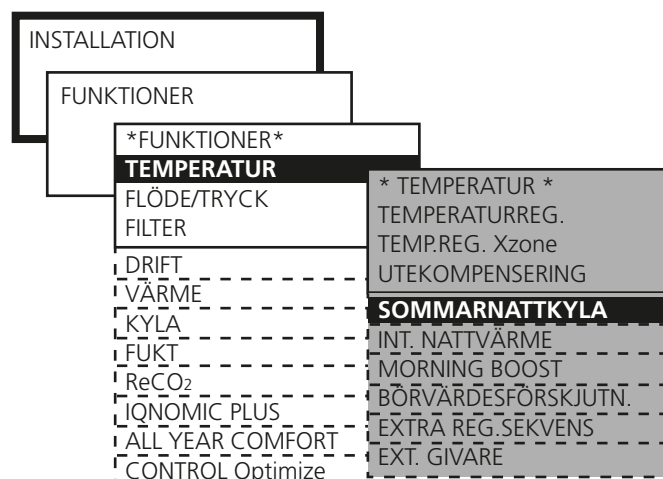 INSTALLATION
FUNKTIONER
*FUNKTIONER*
TEMPERATUR
FLÖDE/TRYCK
FILTER
DRIFT
VÄRME
KYLA
FUKT
ReCO2
IQNOMIC PLUS
ALL YEAR COMFORT
CONTROL Optimize
* TEMPERATUR *
TEMPERATURREG.
TEMP.REG. Xzone
UTEKOMPENSERING
SOMMARNATTKYLA
INT. NATTVÄRME
MORNING BOOST
BÖRVÄRDESFÖRSKJUTN.
EXTRA REG.SEKVENS
EXT. GIVARE